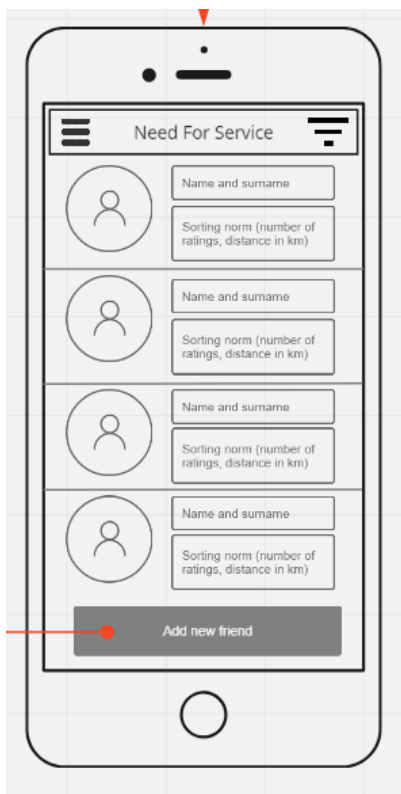 Need For Service
Name and surname
Sorting norm (number of
ratings, distance in km)
Name and surname
Sorting norm (number of
ratings, distance in km)
Name and surname
Sorting norm (number of
ratings, distance in km)
Name and surname
Sorting norm (number of
ratings, distance in km)
Add new friend